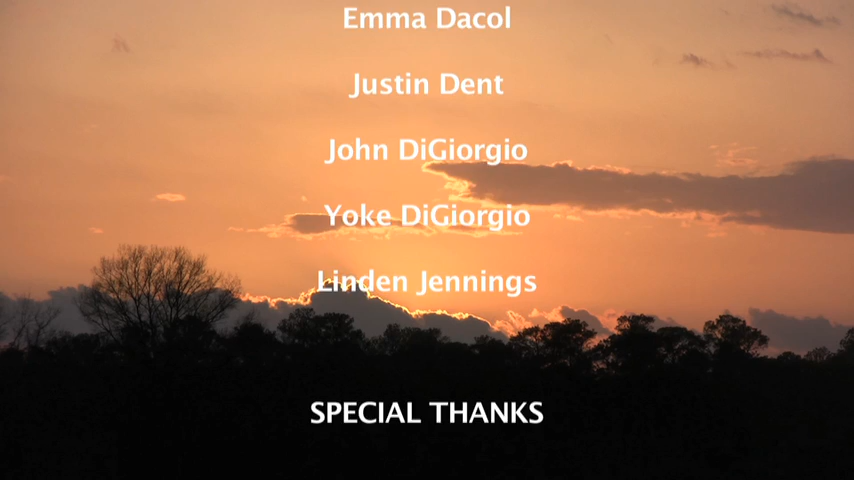 Emma Dacol
Justin Dent
John DiGiorgio
Yoke DiGiorgio
Linden Jennings
SPECIAL THANKS